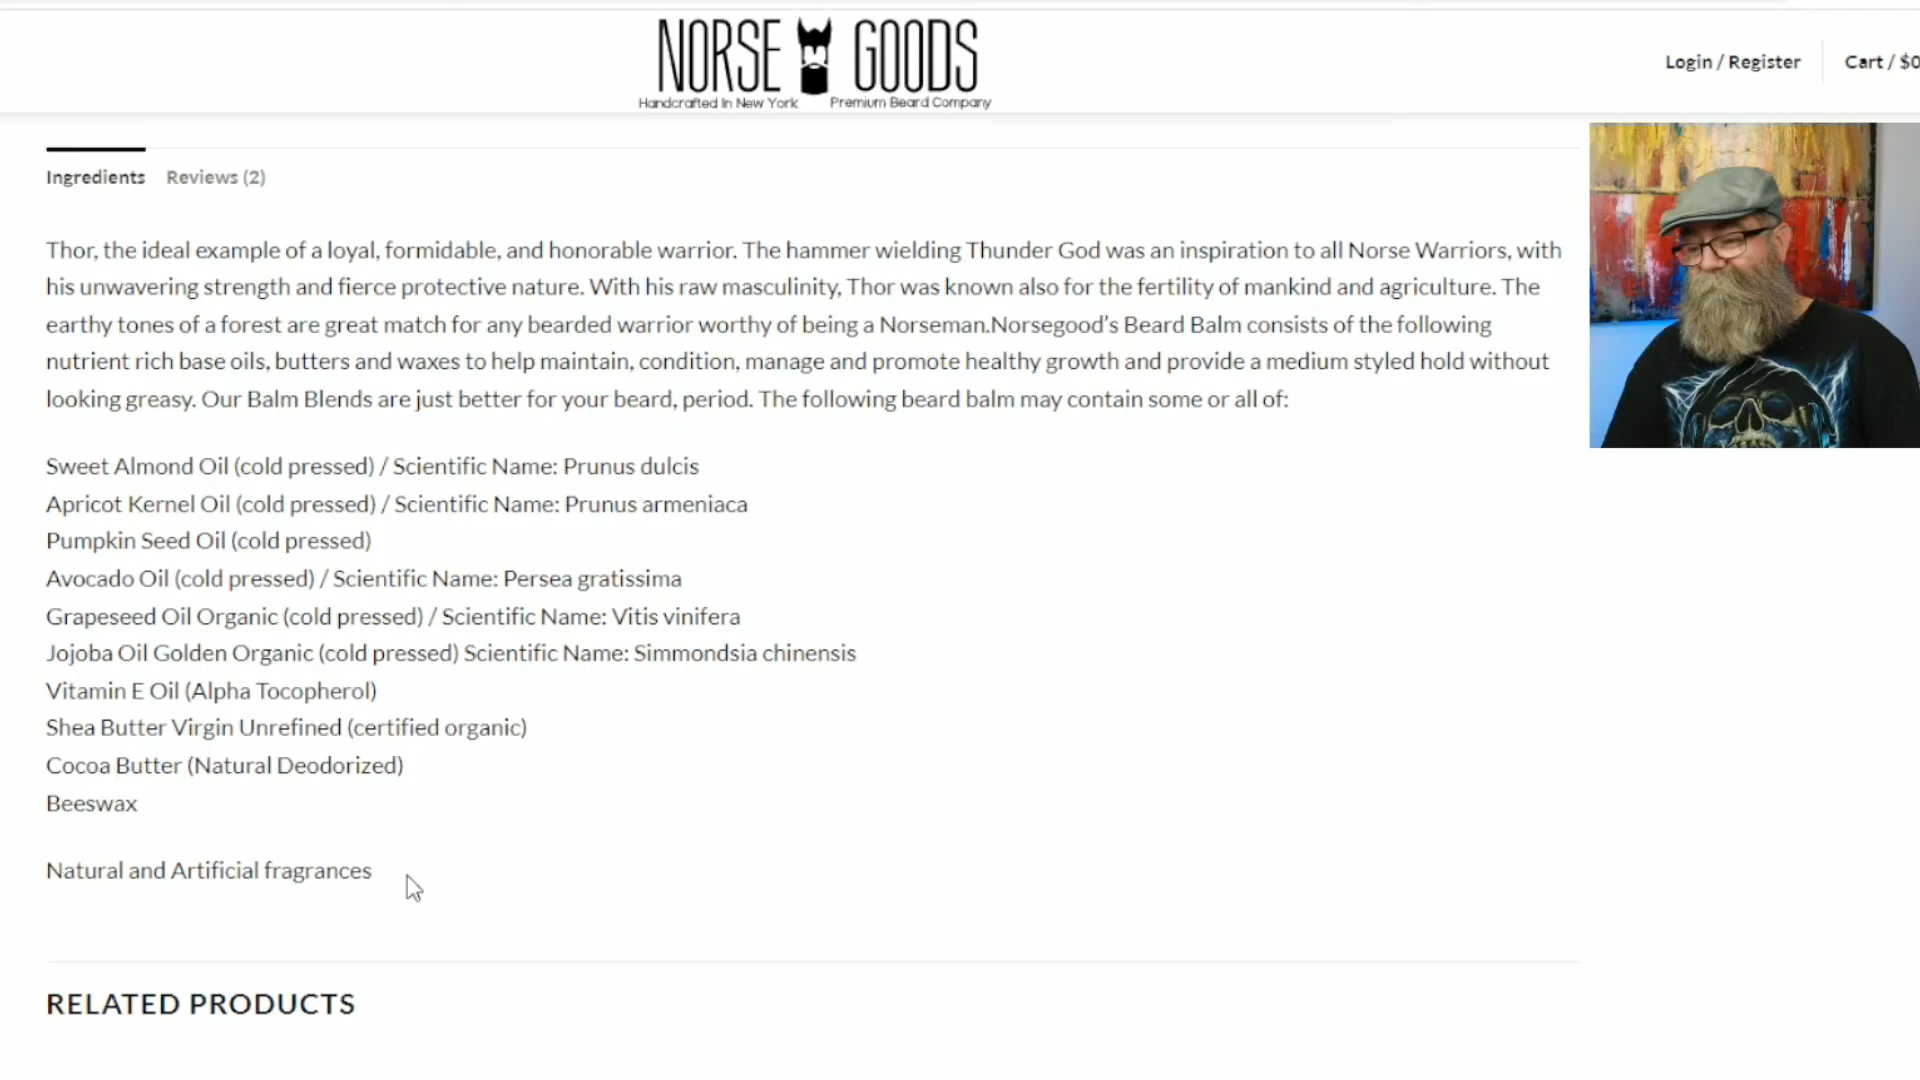 NORSE GOODS
Handcrafted In New York Premium Beard Company
Login / Register
Cart / $0
Ingredients Reviews (2)
Thor, the ideal example of a loyal, formidable, and honorable warrior. The hammer wielding Thunder God was an inspiration to all Norse Warriors, with
his unwavering strength and fierce protective nature. With his raw masculinity, Thor was known also for the fertility of mankind and agriculture. The
earthy tones of a forest are great match for any bearded warrior worthy of being a Norseman.Norsegood’s Beard Balm consists of the following
nutrient rich base oils, butters and waxes to help maintain, condition, manage and promote healthy growth and provide a medium styled hold without
looking greasy. Our Balm Blends are just better for your beard, period. The following beard balm may contain some or all of:
Sweet Almond Oil (cold pressed) / Scientific Name: Prunus dulcis
Apricot Kernel Oil (cold pressed) / Scientific Name: Prunus armeniaca
Pumpkin Seed Oil (cold pressed)
Avocado Oil (cold pressed) / Scientific Name: Persea gratissima
Grapeseed Oil Organic (cold pressed) / Scientific Name: Vitis vinifera
Jojoba Oil Golden Organic (cold pressed) Scientific Name: Simmondsia chinensis
Vitamin E Oil (Alpha Tocopherol)
Shea Butter Virgin Unrefined (certified organic)
Cocoa Butter (Natural Deodorized)
Beeswax
Natural and Artificial fragrances
RELATED PRODUCTS